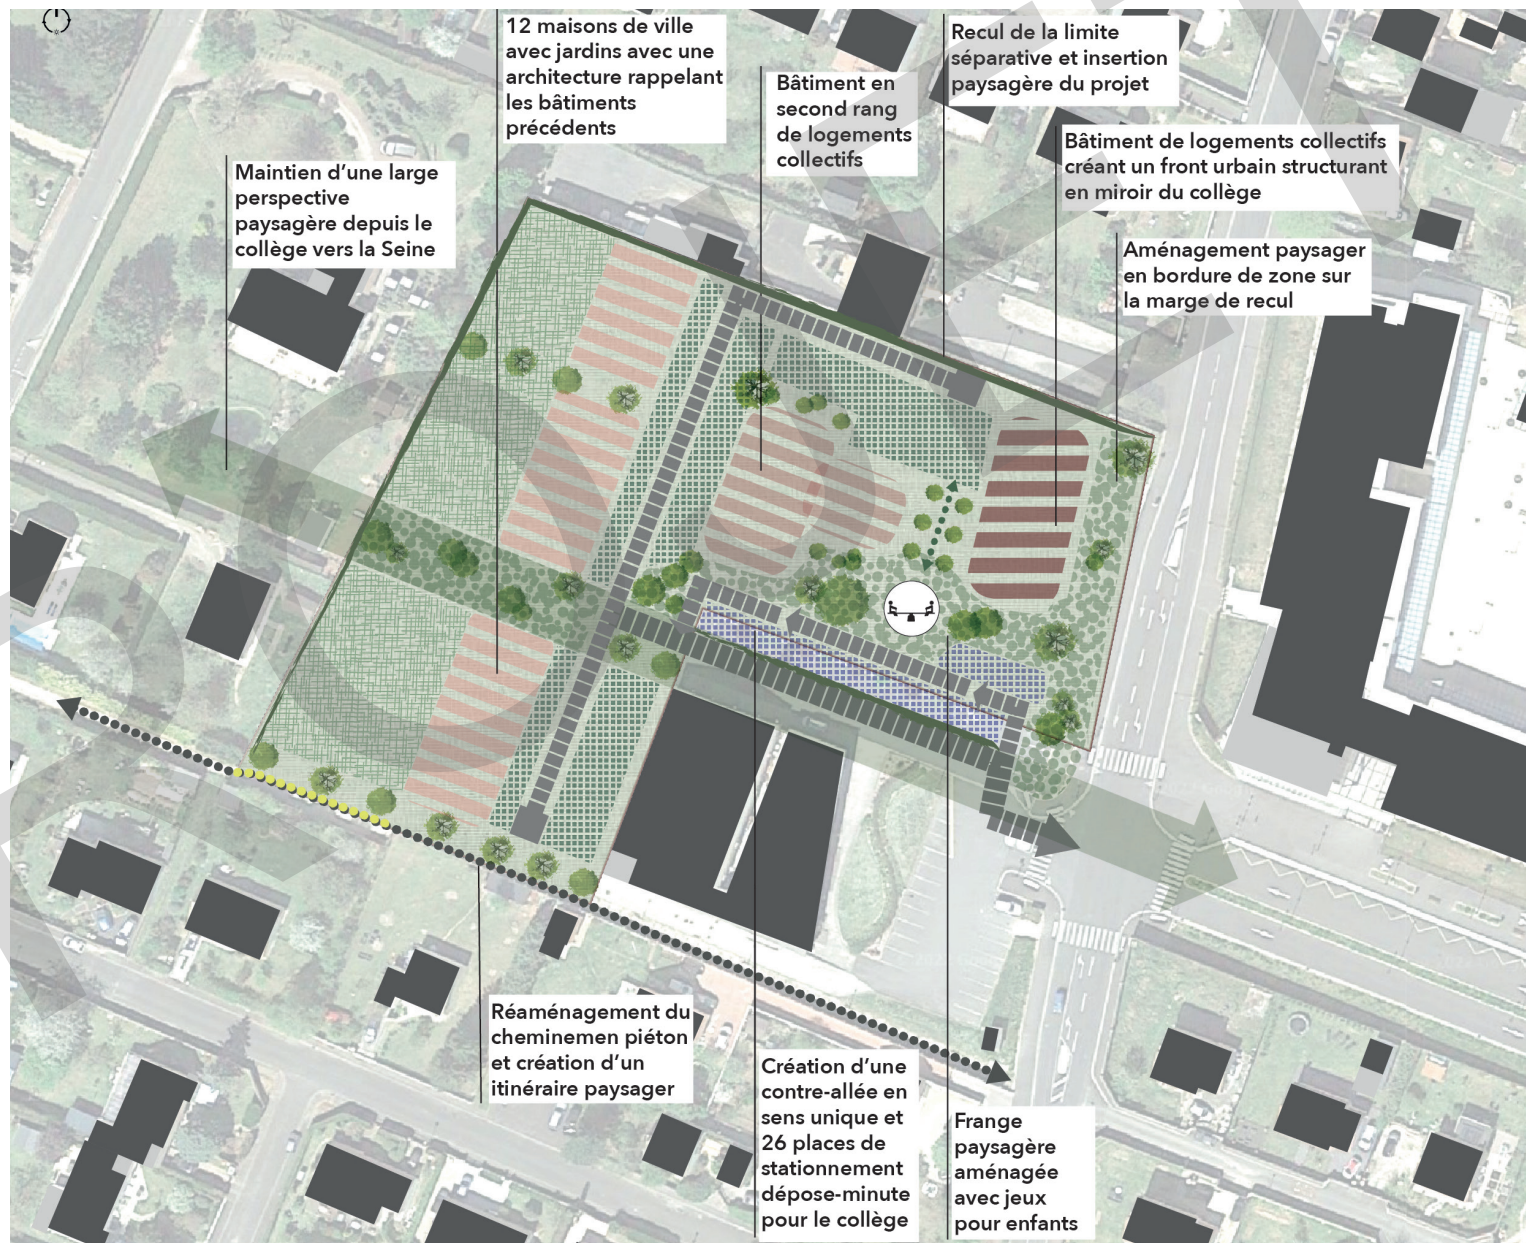 12 maisons de ville
avec jardins avec une
architecture rappelant
les bâtiments
précédents
Bâtiment en
second rang
de logements
collectifs
Recul de la limite
séparative et insertion
paysagère du projet
Bâtiment de logements collectifs
créant un front urbain structurant
en miroir du collège
Maintien d'une large
perspective
paysagère depuis le
collège vers la Seine
Aménagement paysager
en bordure de zone sur
la marge de recul
Réaménagement du
cheminemen piéton
et création d'un
itinéraire paysager
Création d'une
contre-allée en
sens unique et
26 places de
stationnement
dépose-minute
pour le collège
Frange
paysagère
aménagée
avec jeux
pour enfants